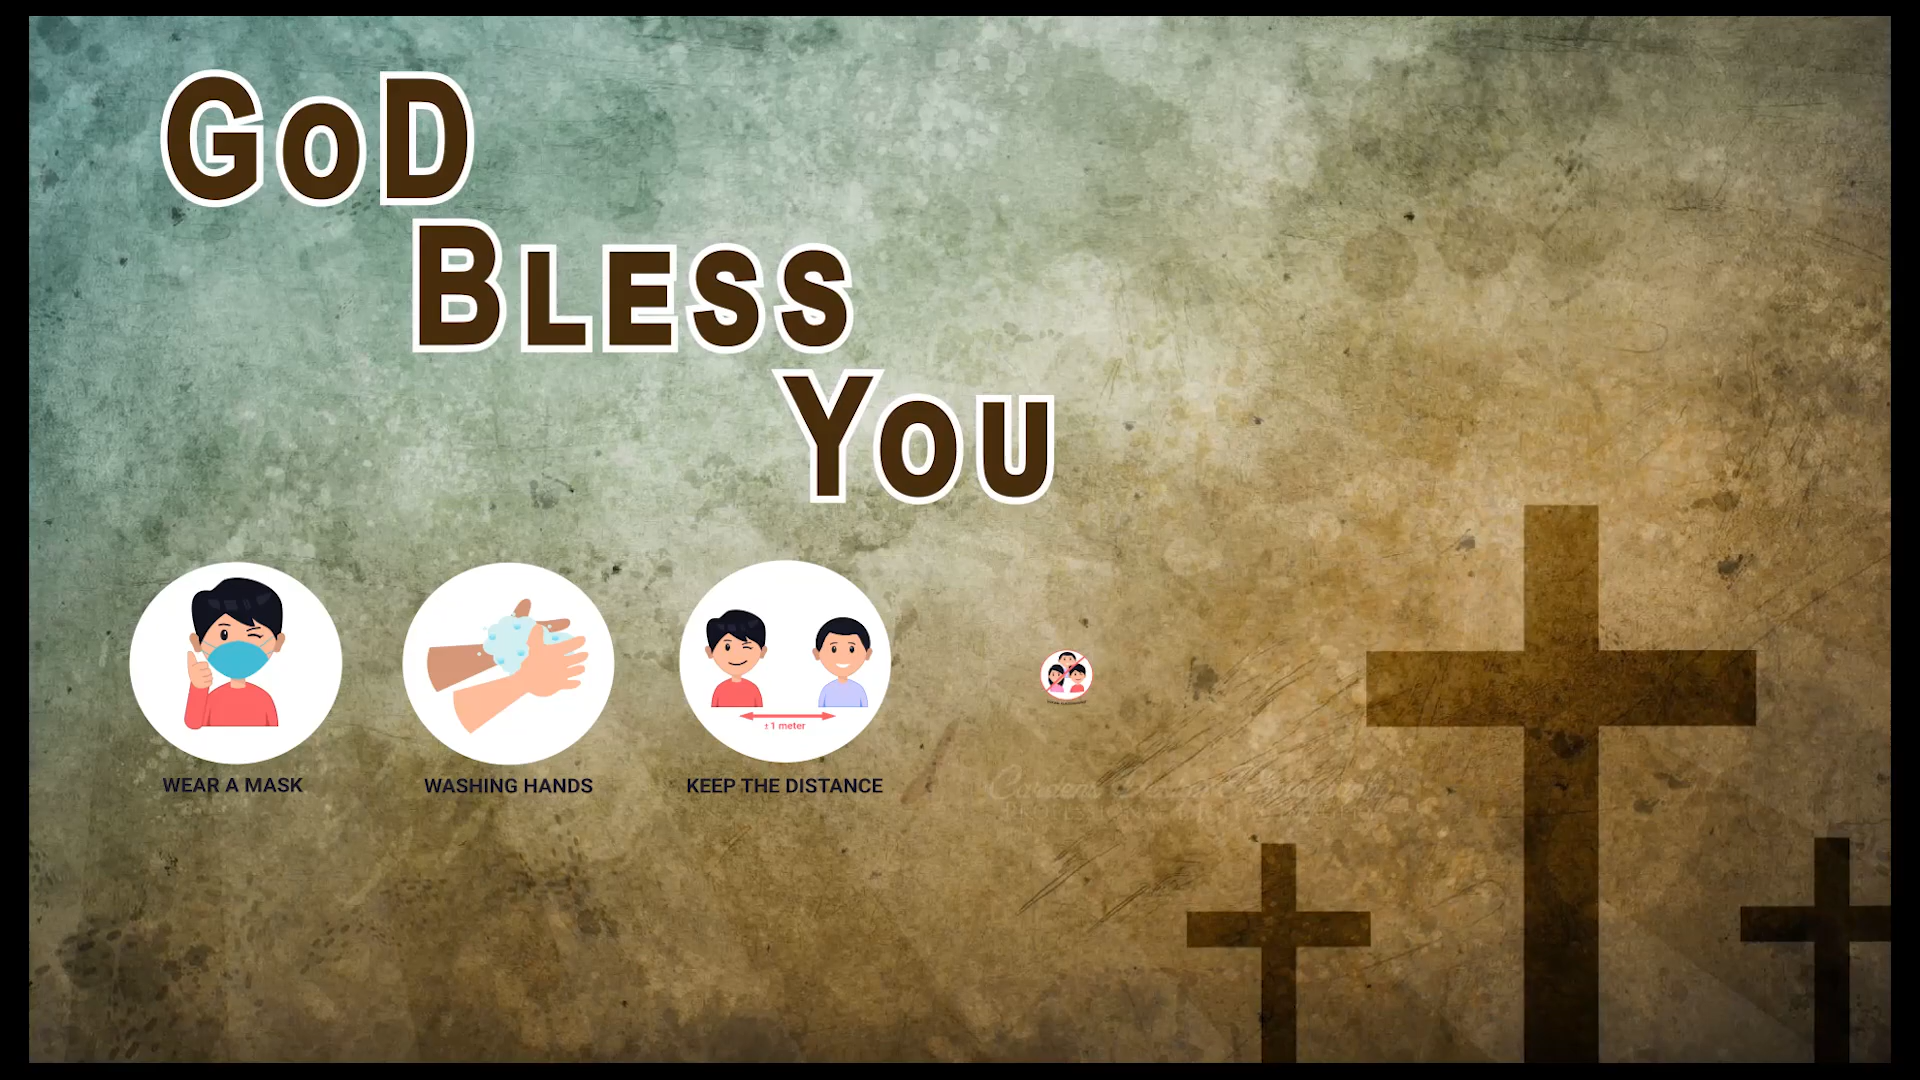 GOD
BLESS
YOU
±1 meter
WEAR A MASK
WASHING HANDS
KEEP THE DISTANCE